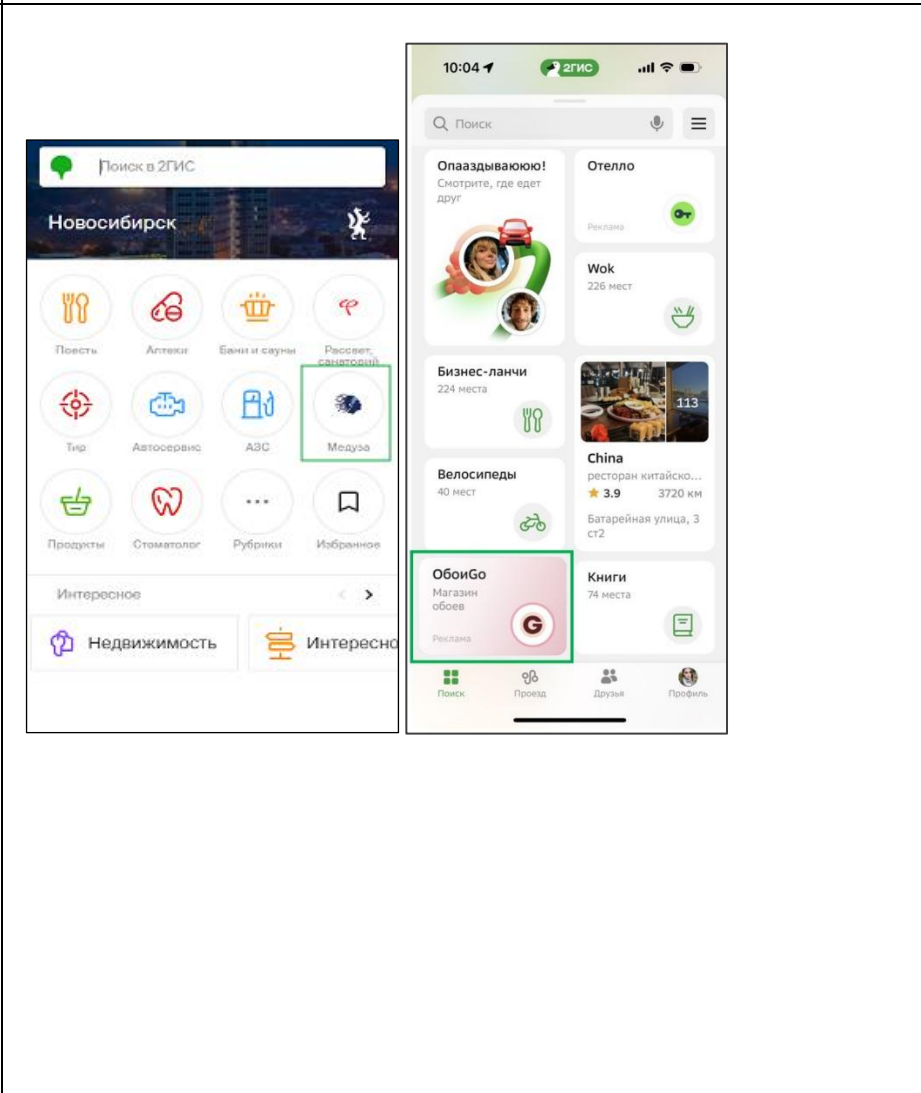 Поиск в 2ГИС
Новосибирск
Поесть
Аптеки
Бани и сауны
Рассвет,
санаторий
Тир
Автосервис
АЗС
Медуза
Продукты
Стоматолог
Рубрики
Избранное
Интересное
Недвижимость
Интересно
10:04
2ГИС
Поиск
Опааздываююю!
Смотрите, где едет
друг
Отелло
Реклама
Wok
226 мест
Бизнес-ланчи
224 места
113
China
ресторан китайско...
3.9
3720 км
Батарейная улица, 3
ст2
Велосипеды
40 мест
ОбоиGo
Магазин
обоев
Реклама
G
Книги
74 места
Поиск
Проезд
Друзья
Профиль